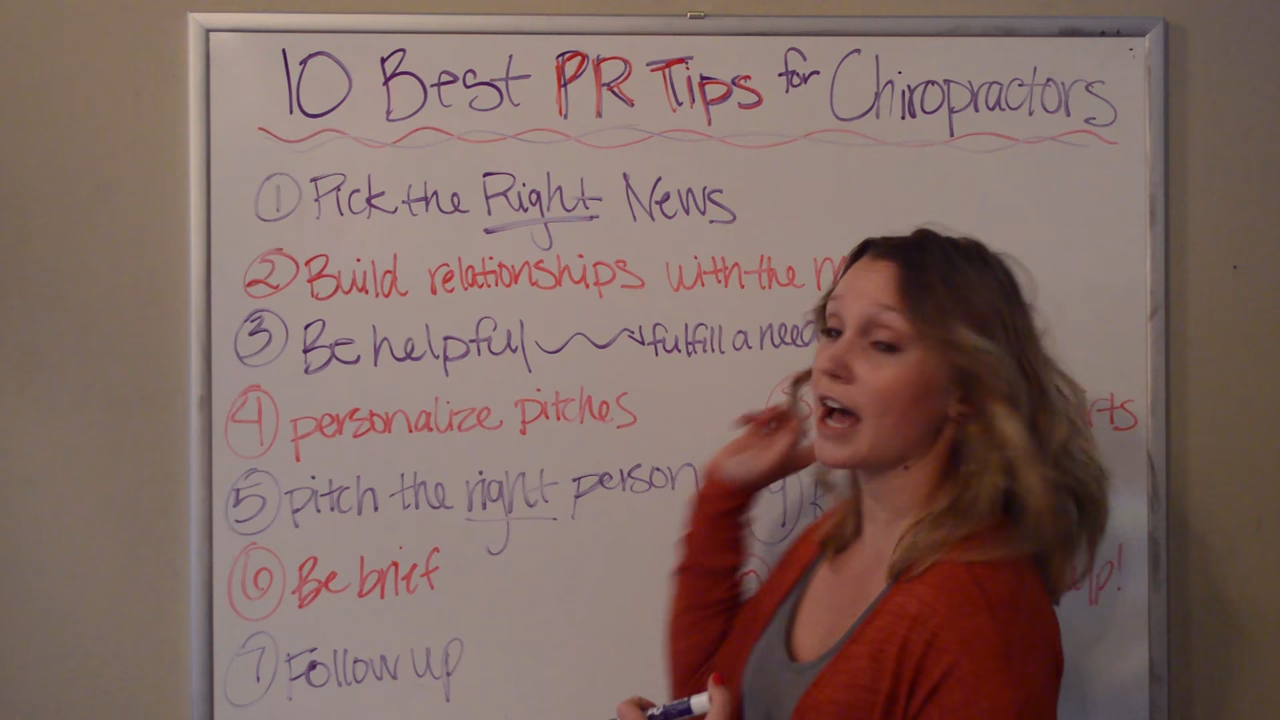 10 Best PR Tips for Chiropractors
① Pick the Right News
② Build relationships with the
③ Be helpful fulfill a need
④ personalize pitches
⑤ pitch the right person
⑥ Be brief
⑦ Follow up